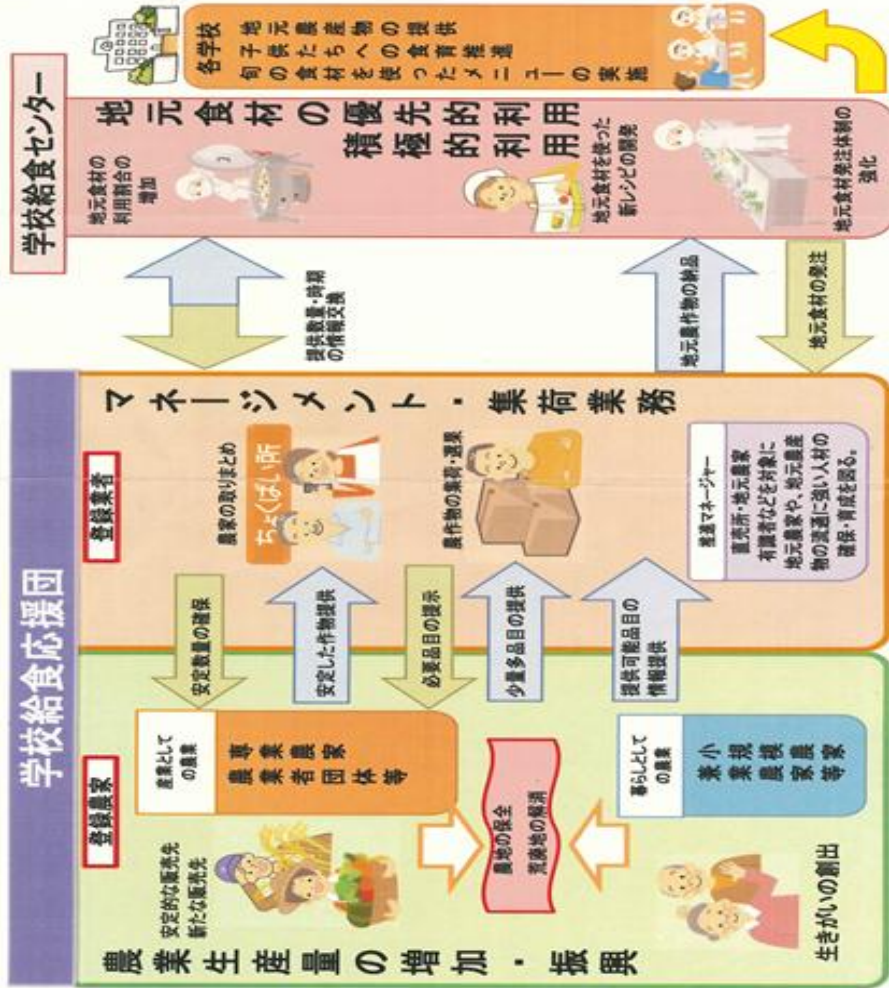 学校給食応援団
登録農家
農業生産量の増加・振興
安定的な販売先
新たな販売先
産業として
の農業
専業農家
農業者団体等
農地の保全
荒廃地の解消
生きがいの創出
暮らしとして
の農業
小規模農家
兼業農家等
安定数量の確保
安定した作物提供
必要品目の提示
少量多品目の提供
提供可能品目の
情報提供
登録業者
マネージメント・集荷業務
農家の取りまとめ
ちょくばい所
農作物の集荷・選果
推進マネージャー
直売所・地元農家
有識者などを対象に
地元農家や、地元農産
物の流通に強い人材の
確保・育成を図る。
提供数量・時期
の情報交換
地元農作物の納品
地元食材の発注
学校給食センター
地元食材の優先的利用
積極的利用
地元食材の
利用割合の
増加
地元食材を使った
新レシピの開発
地元食材発注体制の
強化
各学校
地元農産物の提供
子供たちへの食育推進
旬の食材を使ったメニューの実施